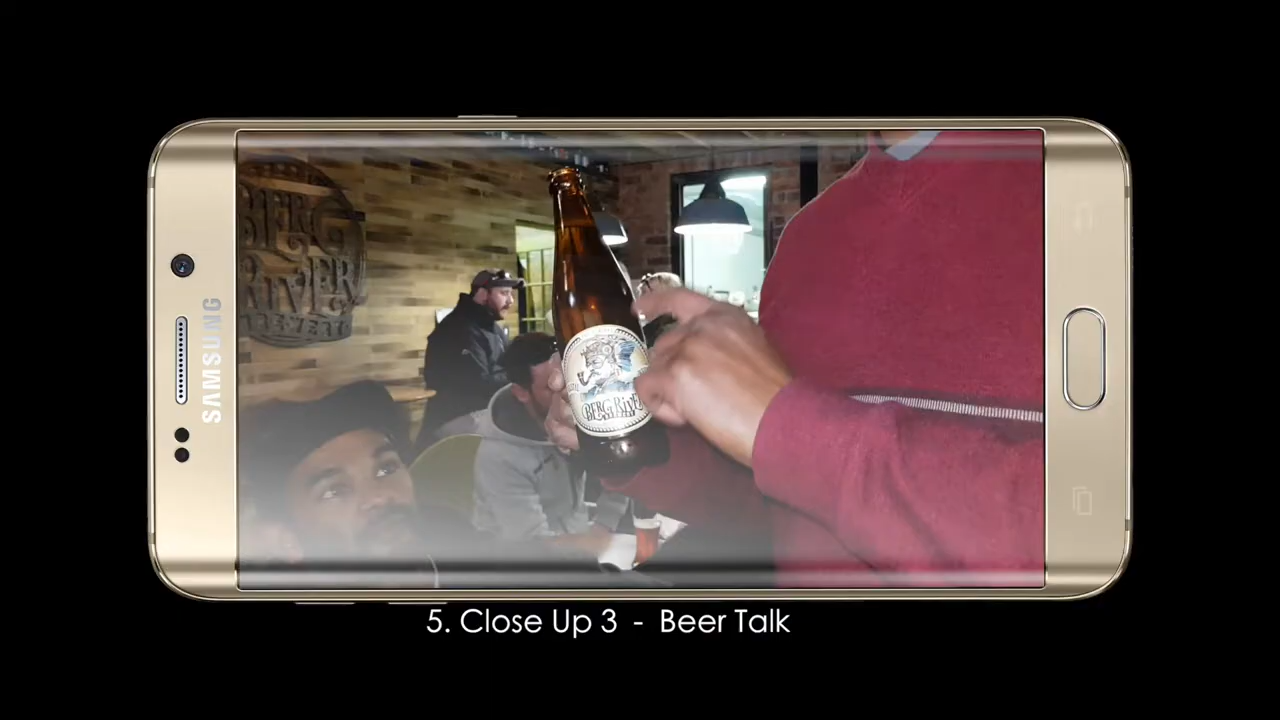 BERG
RIVER
BREWERY
BERG RIVER
SAMSUNG
5. Close Up 3 - Beer Talk